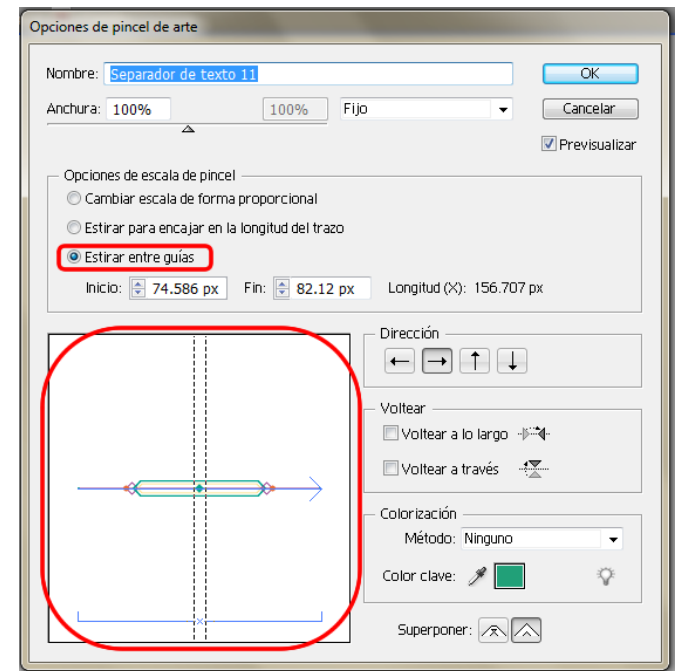 Opciones de pincel de arte
Nombre: Separador de texto 11
OK
Anchura: 100% 100% Fijo
Cancelar
Previsualizar
Opciones de escala de pincel
Cambiar escala de forma proporcional
Estirar para encajar en la longitud del trazo
Estirar entre guías
Inicio: 74.586 px Fin: 82.12 px Longitud (X): 156.707 px
Dirección
Voltear
Voltear a lo largo
Voltear a través
Colorización
Método: Ninguno
Color clave:
x
Superponer: